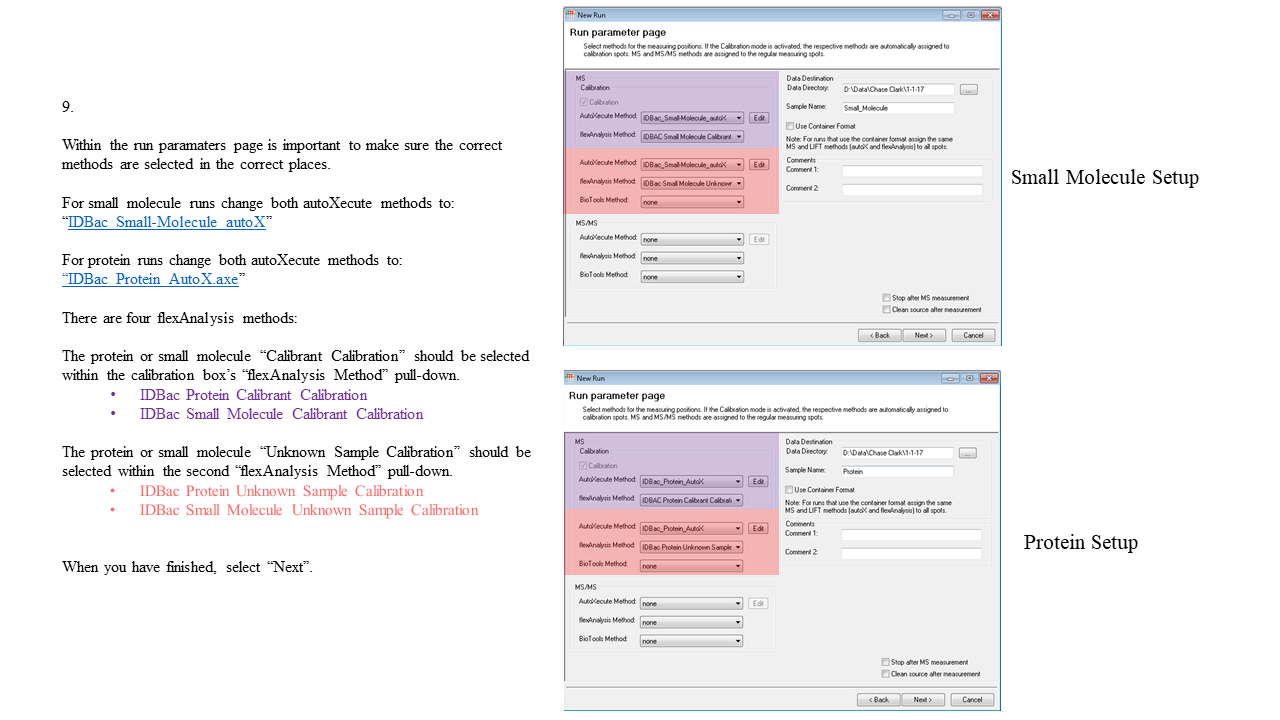 9.
Within the run paramaters page is important to make sure the correct
methods are selected in the correct places.
For small molecule runs change both autoXecute methods to:
“IDBac_Small-Molecule_autoX”
For protein runs change both autoXecute methods to:
“IDBac_Protein_AutoX.axe”
There are four flexAnalysis methods:
The protein or small molecule “Calibrant Calibration” should be selected
within the calibration box’s “flexAnalysis Method” pull-down.
• IDBac Protein Calibrant Calibration
• IDBac Small Molecule Calibrant Calibration
The protein or small molecule “Unknown Sample Calibration” should be
selected within the second “flexAnalysis Method” pull-down.
• IDBac Protein Unknown Sample Calibration
• IDBac Small Molecule Unknown Sample Calibration
When you have finished, select “Next”.
New Run
Run parameter page
Select methods for the measuring positions. If the Calibration mode is activated, the respective methods are automatically assigned to
calibration spots. MS and MS/MS methods are assigned to the regular measuring spots.
MS
Calibration
Calibration
AutoXecute Method: IDBac_Small-Molecule_autoX Edit
flexAnalysis Method: IDBAC Small Molecule Calibrant
AutoXecute Method: IDBac_Small-Molecule_autoX Edit
flexAnalysis Method: IDBac Small Molecule Unknowr
BioTools Method: none
MS/MS
AutoXecute Method: none Edit
flexAnalysis Method: none
BioTools Method: none
Data Destination
Data Directory: D:\Data\Chase Clark\1-1-17 ...
Sample Name: Small_Molecule
Use Container Format
Note: For runs that use the container format assign the same
MS and LIFT methods (autoX and flexAnalysis) to all spots.
Comments
Comment 1:
Comment 2:
Stop after MS measurement
Clean source after measurement
< Back Next > Cancel
Small Molecule Setup
New Run
Run parameter page
Select methods for the measuring positions. If the Calibration mode is activated, the respective methods are automatically assigned to
calibration spots. MS and MS/MS methods are assigned to the regular measuring spots.
MS
Calibration
Calibration
AutoXecute Method: IDBac_Protein_AutoX Edit
flexAnalysis Method: IDBAC Protein Calibrant Calibrati
AutoXecute Method: IDBac_Protein_AutoX Edit
flexAnalysis Method: IDBac Protein Unknown Sample
BioTools Method: none
MS/MS
AutoXecute Method: none Edit
flexAnalysis Method: none
BioTools Method: none
Data Destination
Data Directory: D:\Data\Chase Clark\1-1-17 ...
Sample Name: Protein
Use Container Format
Note: For runs that use the container format assign the same
MS and LIFT methods (autoX and flexAnalysis) to all spots.
Comments
Comment 1:
Comment 2:
Stop after MS measurement
Clean source after measurement
< Back Next > Cancel
Protein Setup